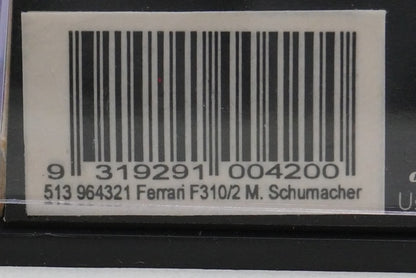 9 319291 004200
513 964321 Ferrari F310/2 M. Schumacher